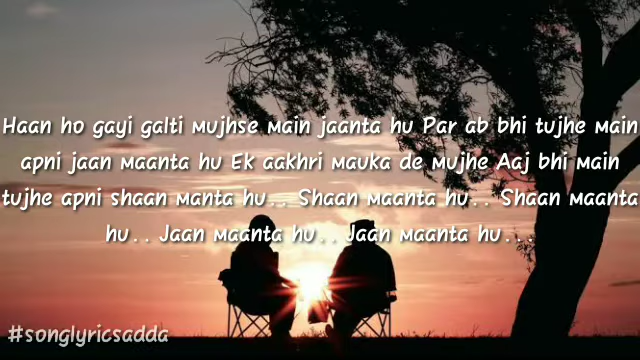 Haan ho gayi galti mujhse main jaanta hu Par ab bhi tujhe main
apni jaan maanta hu Ek aakhri mauka de mujhe Aaj bhi main
tujhe apni shaan manta hu... Shaan maanta hu.. Shaan maanta
hu.. Jaan maanta hu.. Jaan maanta hu...
#songlyricsadda